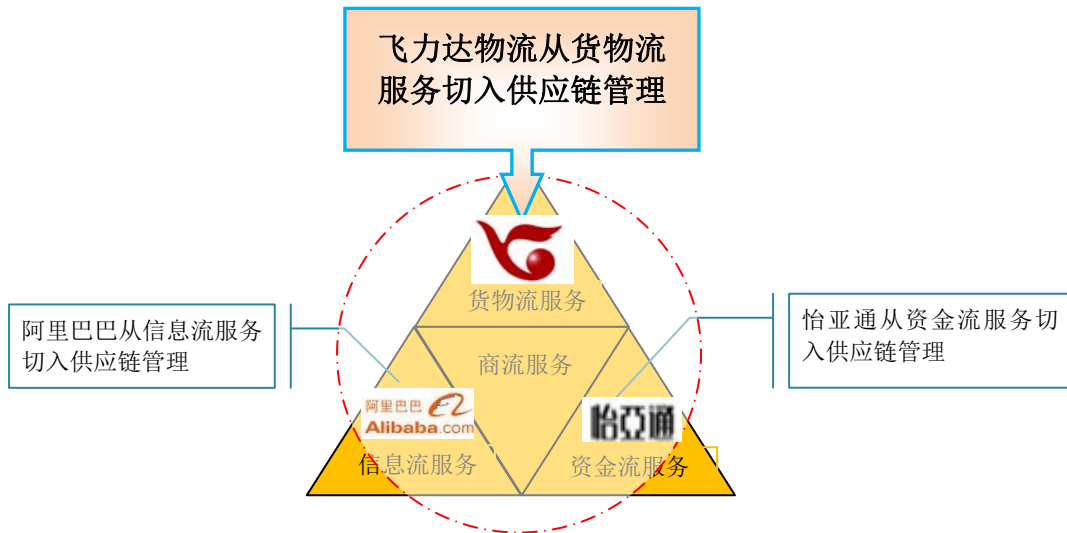 飞力达物流从货物流
服务切入供应链管理
货物流服务
阿里巴巴从信息流服务
切入供应链管理
怡亚通从资金流服务切
入供应链管理
商流服务
阿里巴巴
Alibaba.com
怡亞通
信息流服务
资金流服务